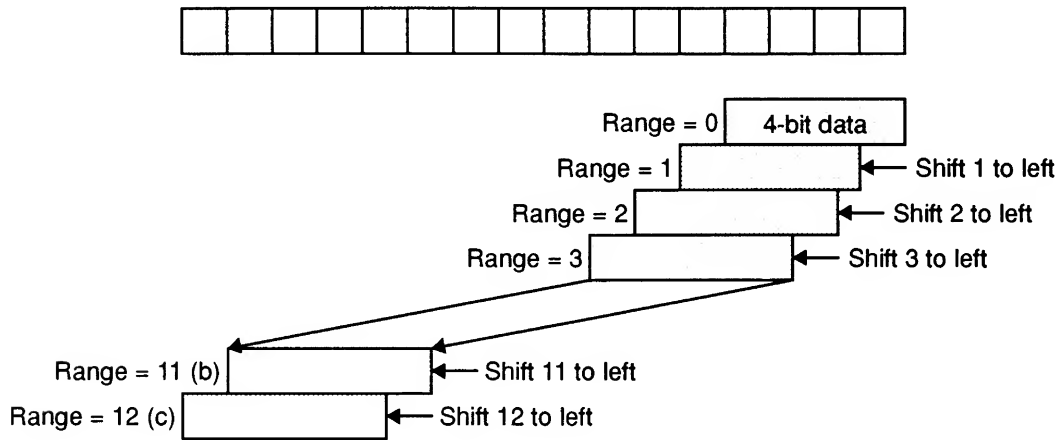 Range = 0 4-bit data
Range = 1 Shift 1 to left
Range = 2 Shift 2 to left
Range = 3 Shift 3 to left
Range = 11 (b) Shift 11 to left
Range = 12 (c) Shift 12 to left